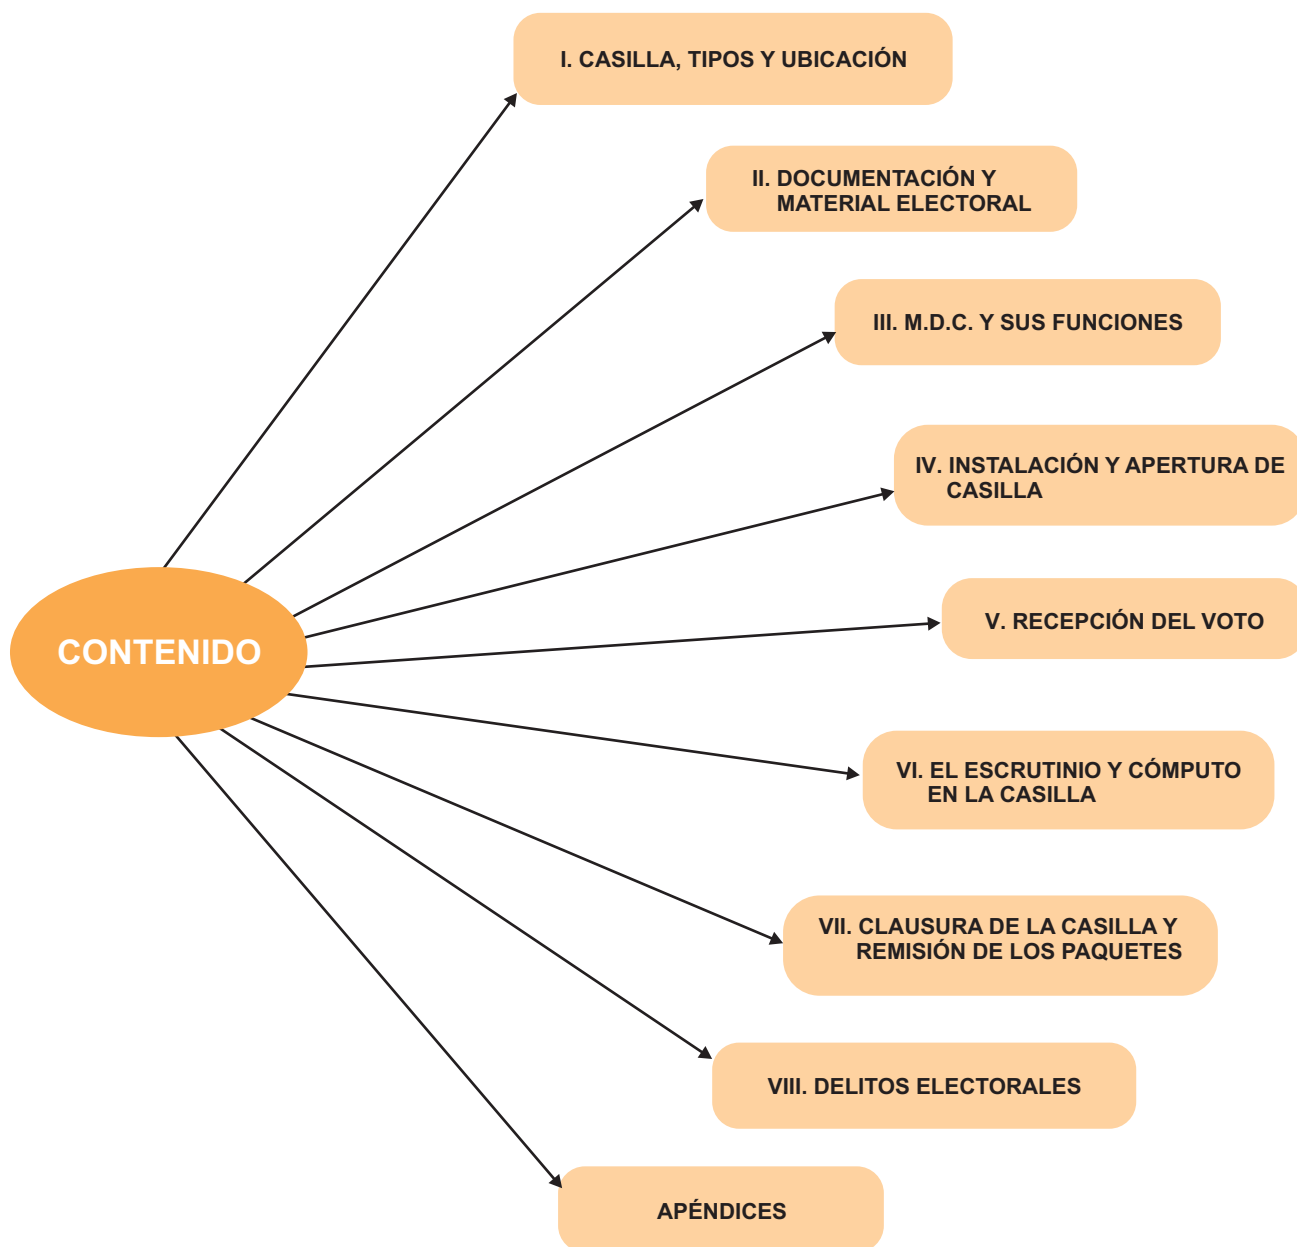 I. CASILLA, TIPOS Y UBICACIÓN
II. DOCUMENTACIÓN Y
MATERIAL ELECTORAL
III. M.D.C. Y SUS FUNCIONES
IV. INSTALACIÓN Y APERTURA DE
CASILLA
CONTENIDO
V. RECEPCIÓN DEL VOTO
VI. EL ESCRUTINIO Y CÓMPUTO
EN LA CASILLA
VII. CLAUSURA DE LA CASILLA Y
REMISIÓN DE LOS PAQUETES
VIII. DELITOS ELECTORALES
APÉNDICES